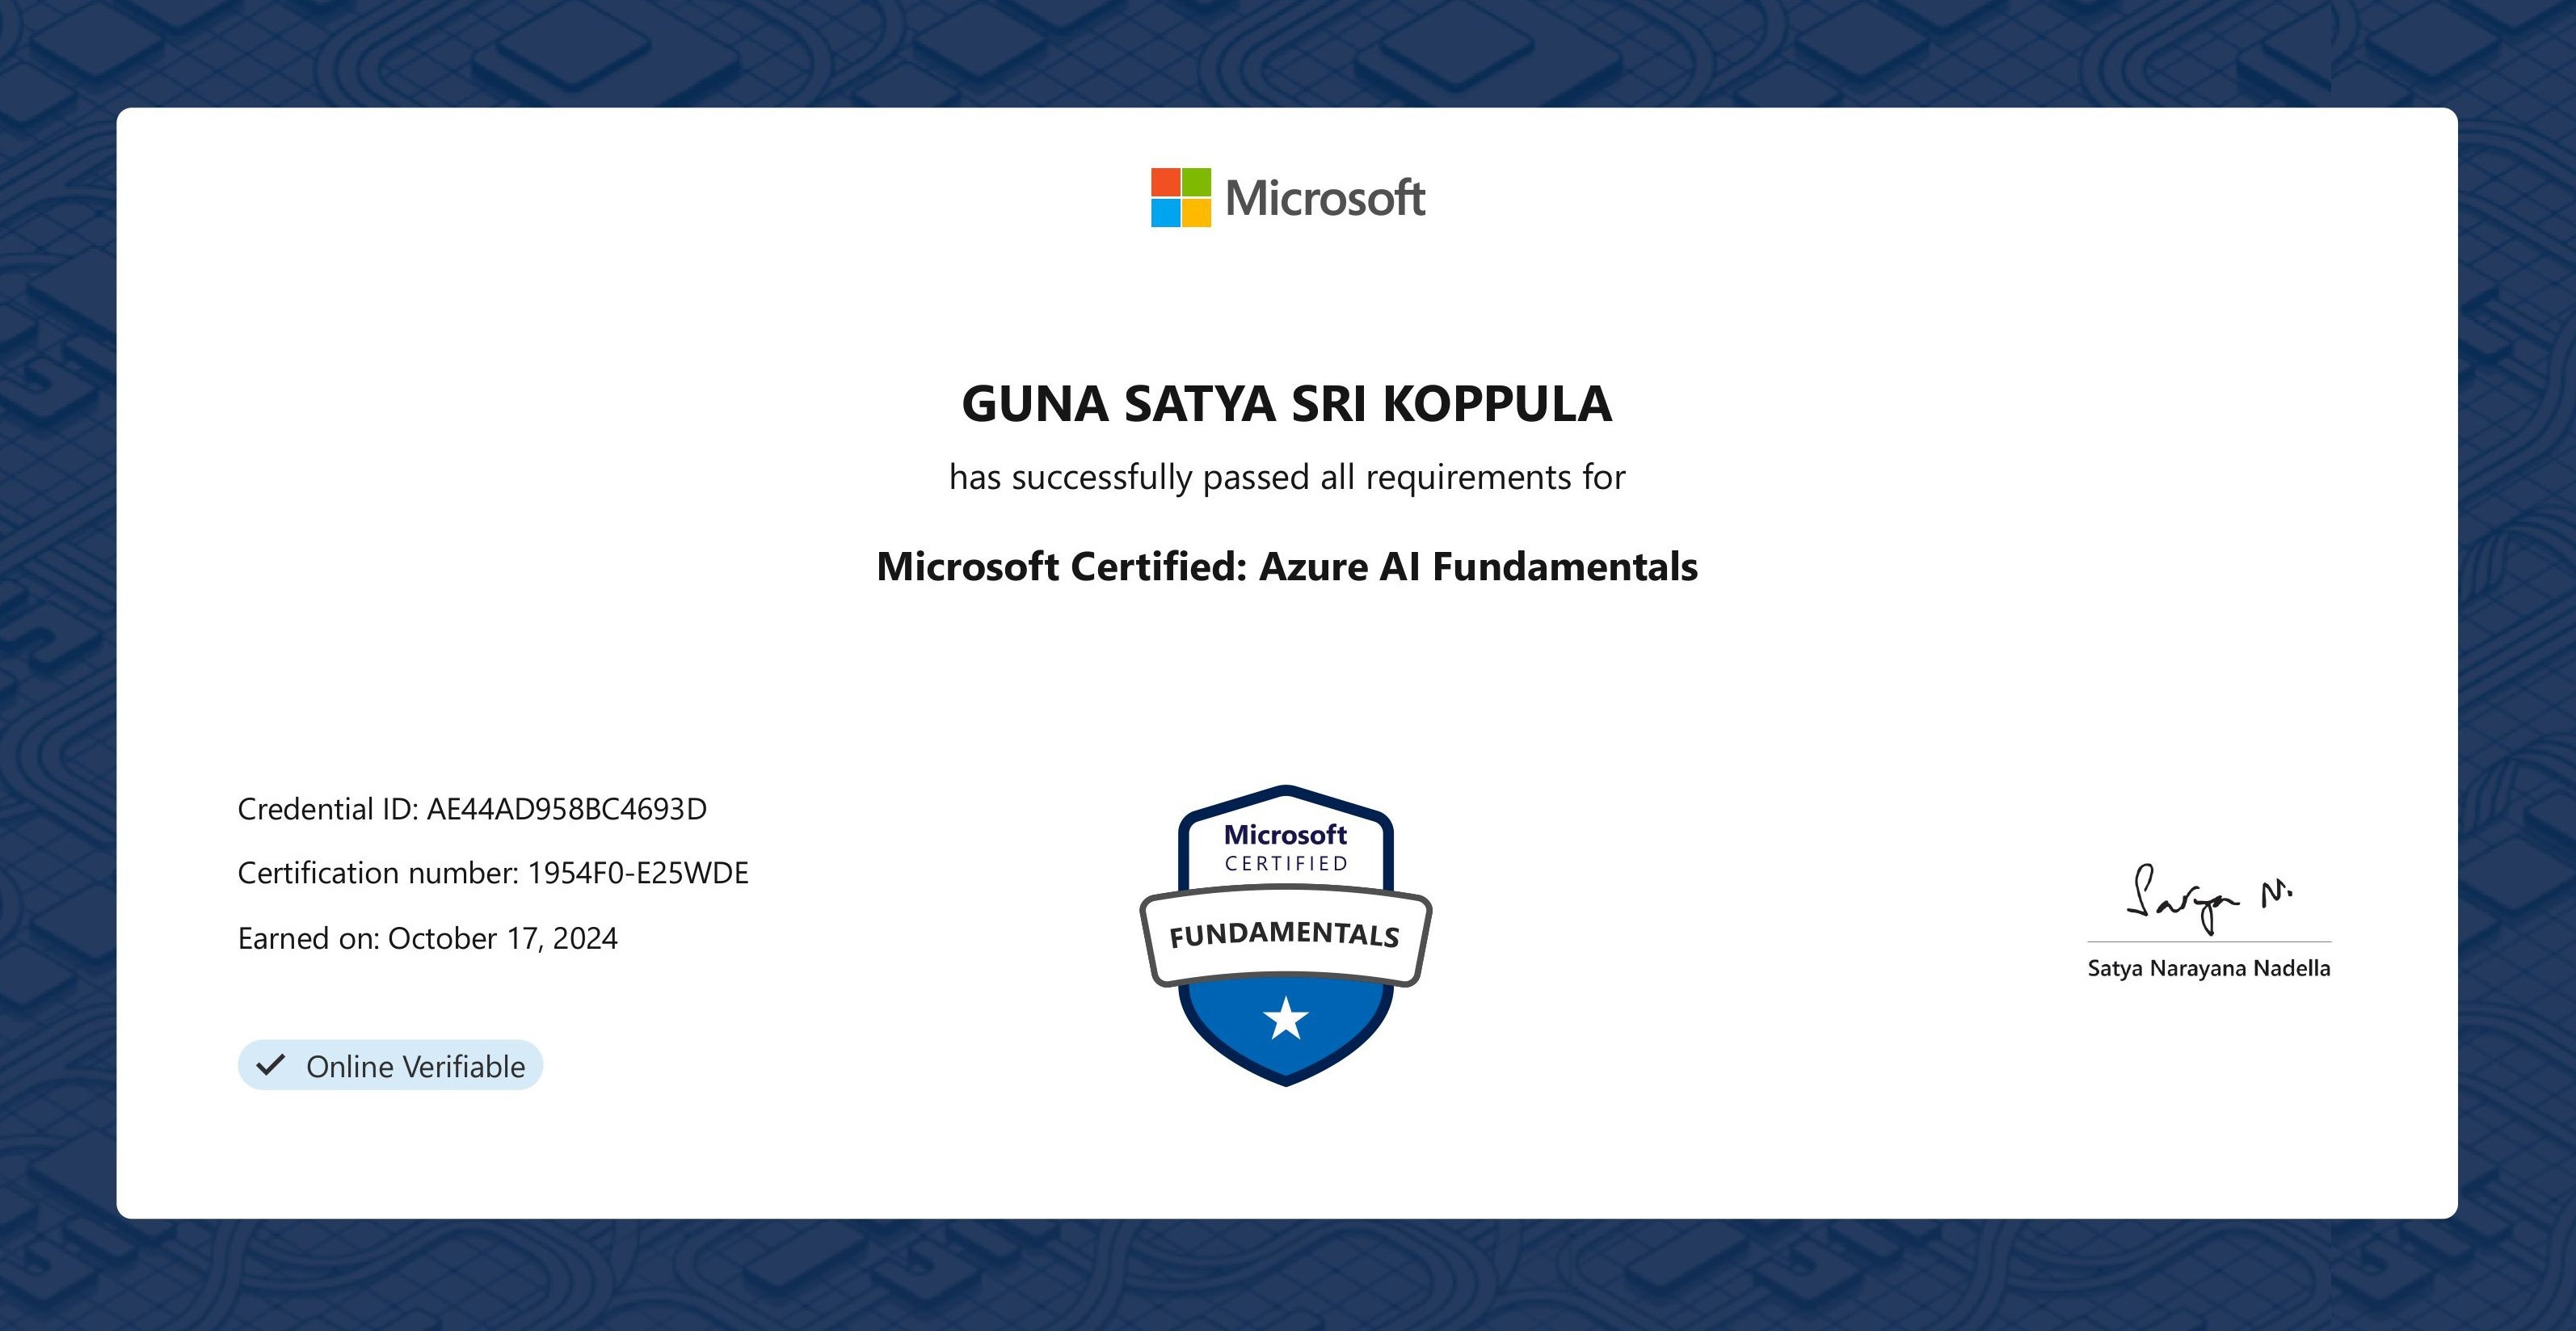 Microsoft
GUNA SATYA SRI KOPPULA
has successfully passed all requirements for
Microsoft Certified: Azure AI Fundamentals
Credential ID: AE44AD958BC4693D
Certification number: 1954F0-E25WDE
Earned on: October 17, 2024
Online Verifiable
Microsoft
CERTIFIED
FUNDAMENTALS
Satya N.
Satya Narayana Nadella